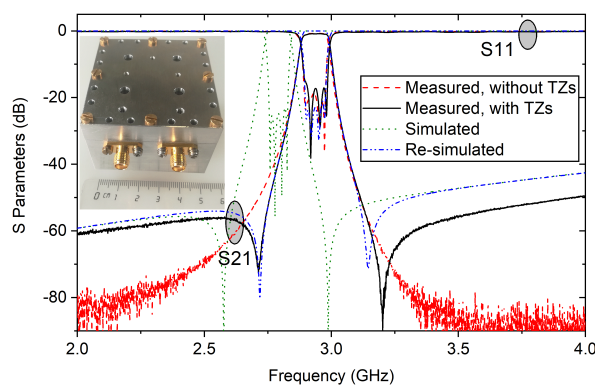 0
S11
Measured, without TZs
Measured, with TZs
Simulated
Re-simulated
-20
-40
-60
-80
S21
0 CM 1 2 3 4 5 6
2.0 2.5 3.0 3.5 4.0
Frequency (GHz)
S Parameters (dB)